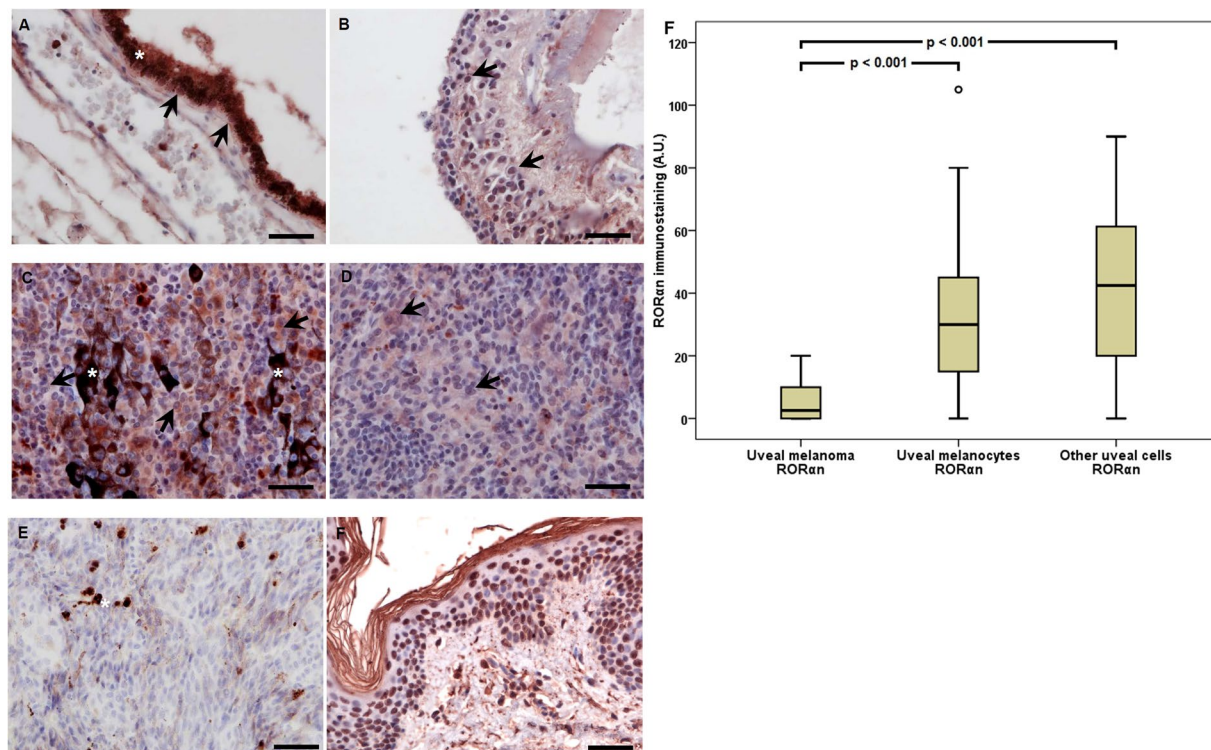 A
B
C
D
E
F
F
RORαn immunostaining (A.U.)
120
100
80
60
40
20
0
p < 0.001
p < 0.001
Uveal melanoma
RORαn
Uveal melanocytes
RORαn
Other uveal cells
RORαn